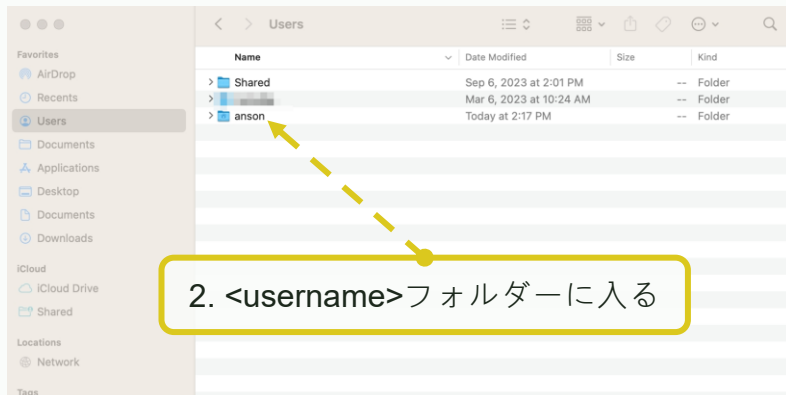 Users
Favorites
AirDrop
Recents
Users
Documents
Applications
Desktop
Documents
Downloads
iCloud
iCloud Drive
Shared
Locations
Network
Tags
Name Date Modified Size Kind
Shared Sep 6, 2023 at 2:01 PM -- Folder
Mar 6, 2023 at 10:24 AM -- Folder
anson Today at 2:17 PM -- Folder
2. <username>フォルダーに入る